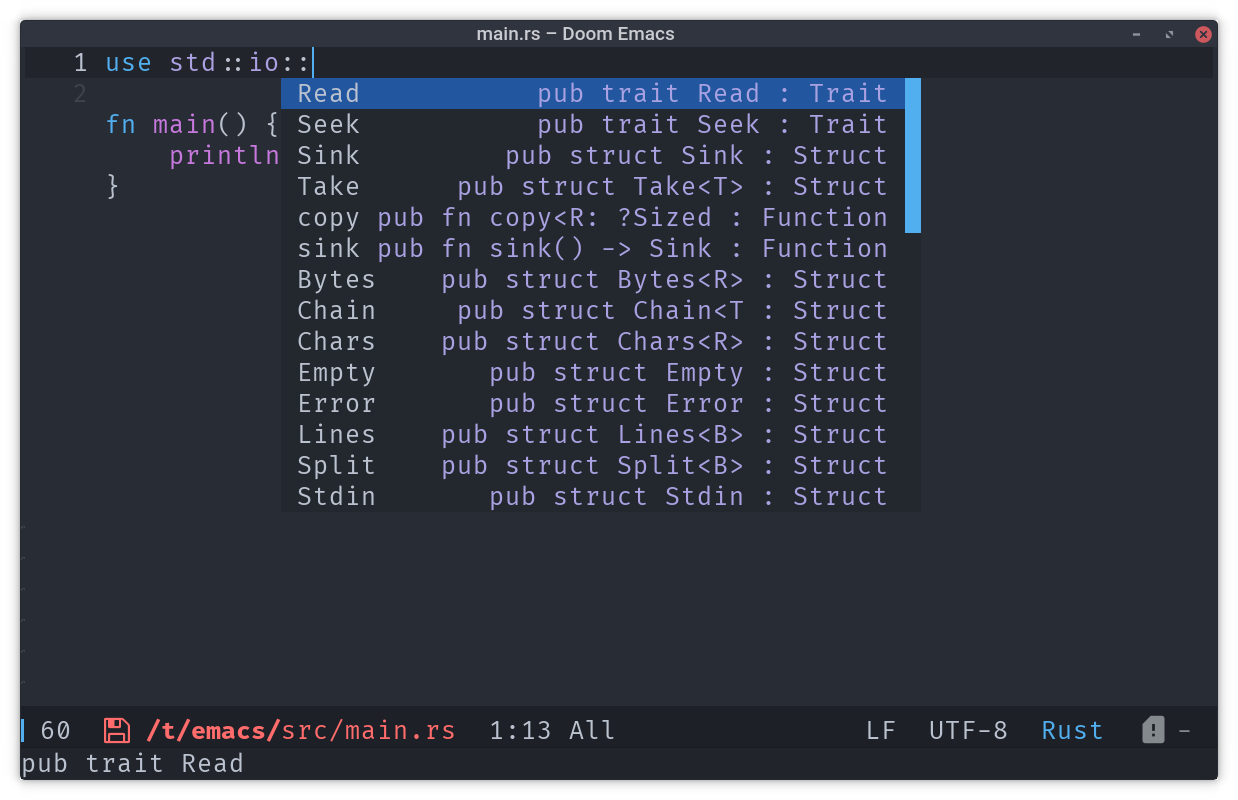 main.rs – Doom Emacs
1 use std::io::
2
Read pub trait Read : Trait
fn main() { Seek pub trait Seek : Trait
println Sink pub struct Sink : Struct
} Take pub struct Take<T> : Struct
copy pub fn copy<R: ?Sized : Function
sink pub fn sink() -> Sink : Function
Bytes pub struct Bytes<R> : Struct
Chain pub struct Chain<T : Struct
Chars pub struct Chars<R> : Struct
Empty pub struct Empty : Struct
Error pub struct Error : Struct
Lines pub struct Lines<B> : Struct
Split pub struct Split<B> : Struct
Stdin pub struct Stdin : Struct
60 /t/emacs/src/main.rs 1:13 All LF UTF-8 Rust ! –
pub trait Read